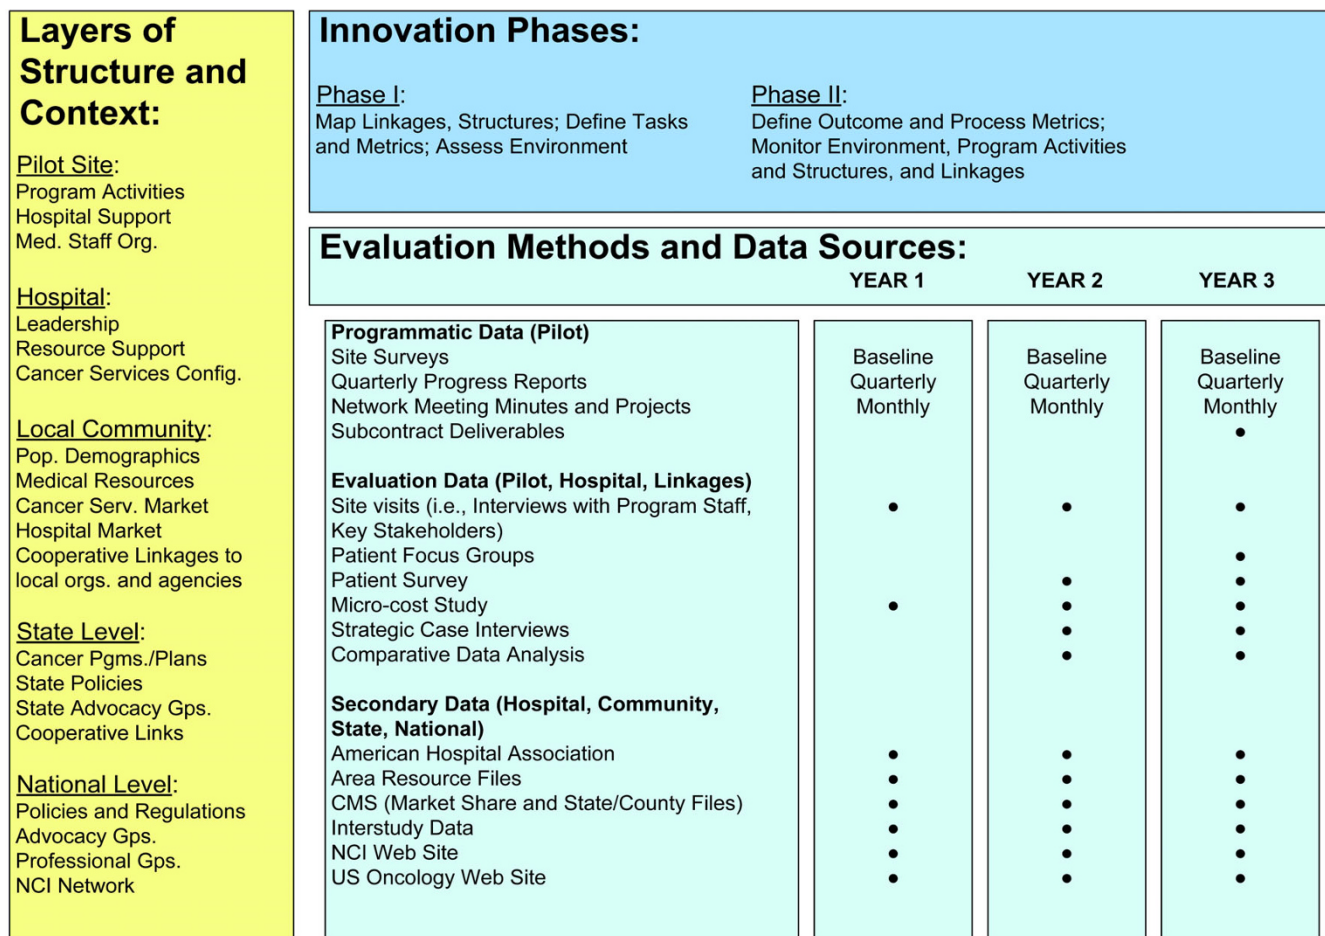 Layers of
Structure and
Context:
Pilot Site:
Program Activities
Hospital Support
Med. Staff Org.
Hospital:
Leadership
Resource Support
Cancer Services Config.
Local Community:
Pop. Demographics
Medical Resources
Cancer Serv. Market
Hospital Market
Cooperative Linkages to
local orgs. and agencies
State Level:
Cancer Pgms./Plans
State Policies
State Advocacy Gps.
Cooperative Links
National Level:
Policies and Regulations
Advocacy Gps.
Professional Gps.
NCI Network
Innovation Phases:
Phase I:
Map Linkages, Structures; Define Tasks
and Metrics; Assess Environment
Phase II:
Define Outcome and Process Metrics;
Monitor Environment, Program Activities
and Structures, and Linkages
Evaluation Methods and Data Sources:
YEAR 1 YEAR 2 YEAR 3
Programmatic Data (Pilot)
Site Surveys Baseline Baseline Baseline
Quarterly Progress Reports Quarterly Quarterly Quarterly
Network Meeting Minutes and Projects Monthly Monthly Monthly
Subcontract Deliverables •
Evaluation Data (Pilot, Hospital, Linkages)
Site visits (i.e., Interviews with Program Staff, • • •
Key Stakeholders)
Patient Focus Groups •
Patient Survey • •
Micro-cost Study • • •
Strategic Case Interviews • •
Comparative Data Analysis • •
Secondary Data (Hospital, Community,
State, National)
American Hospital Association • • •
Area Resource Files • • •
CMS (Market Share and State/County Files) • • •
Interstudy Data • • •
NCI Web Site • • •
US Oncology Web Site • • •